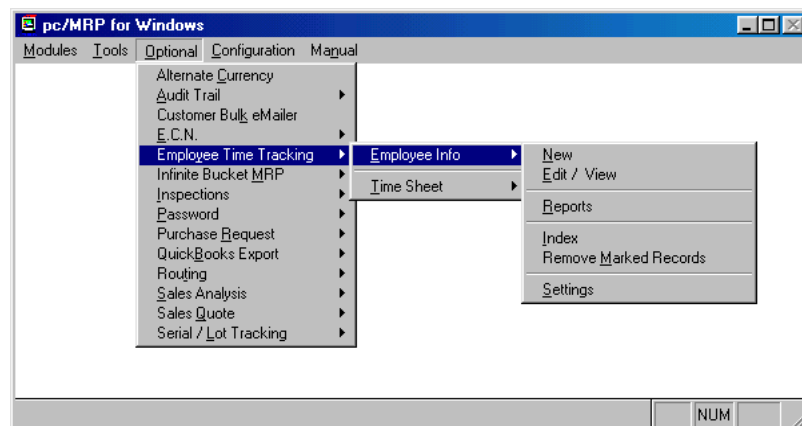 pc/MRP for Windows
Modules Tools Optional Configuration Manual
Alternate Currency
Audit Trail
Customer Bulk eMailer
E.C.N.
Employee Time Tracking
Infinite Bucket MRP
Inspections
Password
Purchase Request
QuickBooks Export
Routing
Sales Analysis
Sales Quote
Serial / Lot Tracking
Employee Info
Time Sheet
New
Edit / View
Reports
Index
Remove Marked Records
Settings
NUM